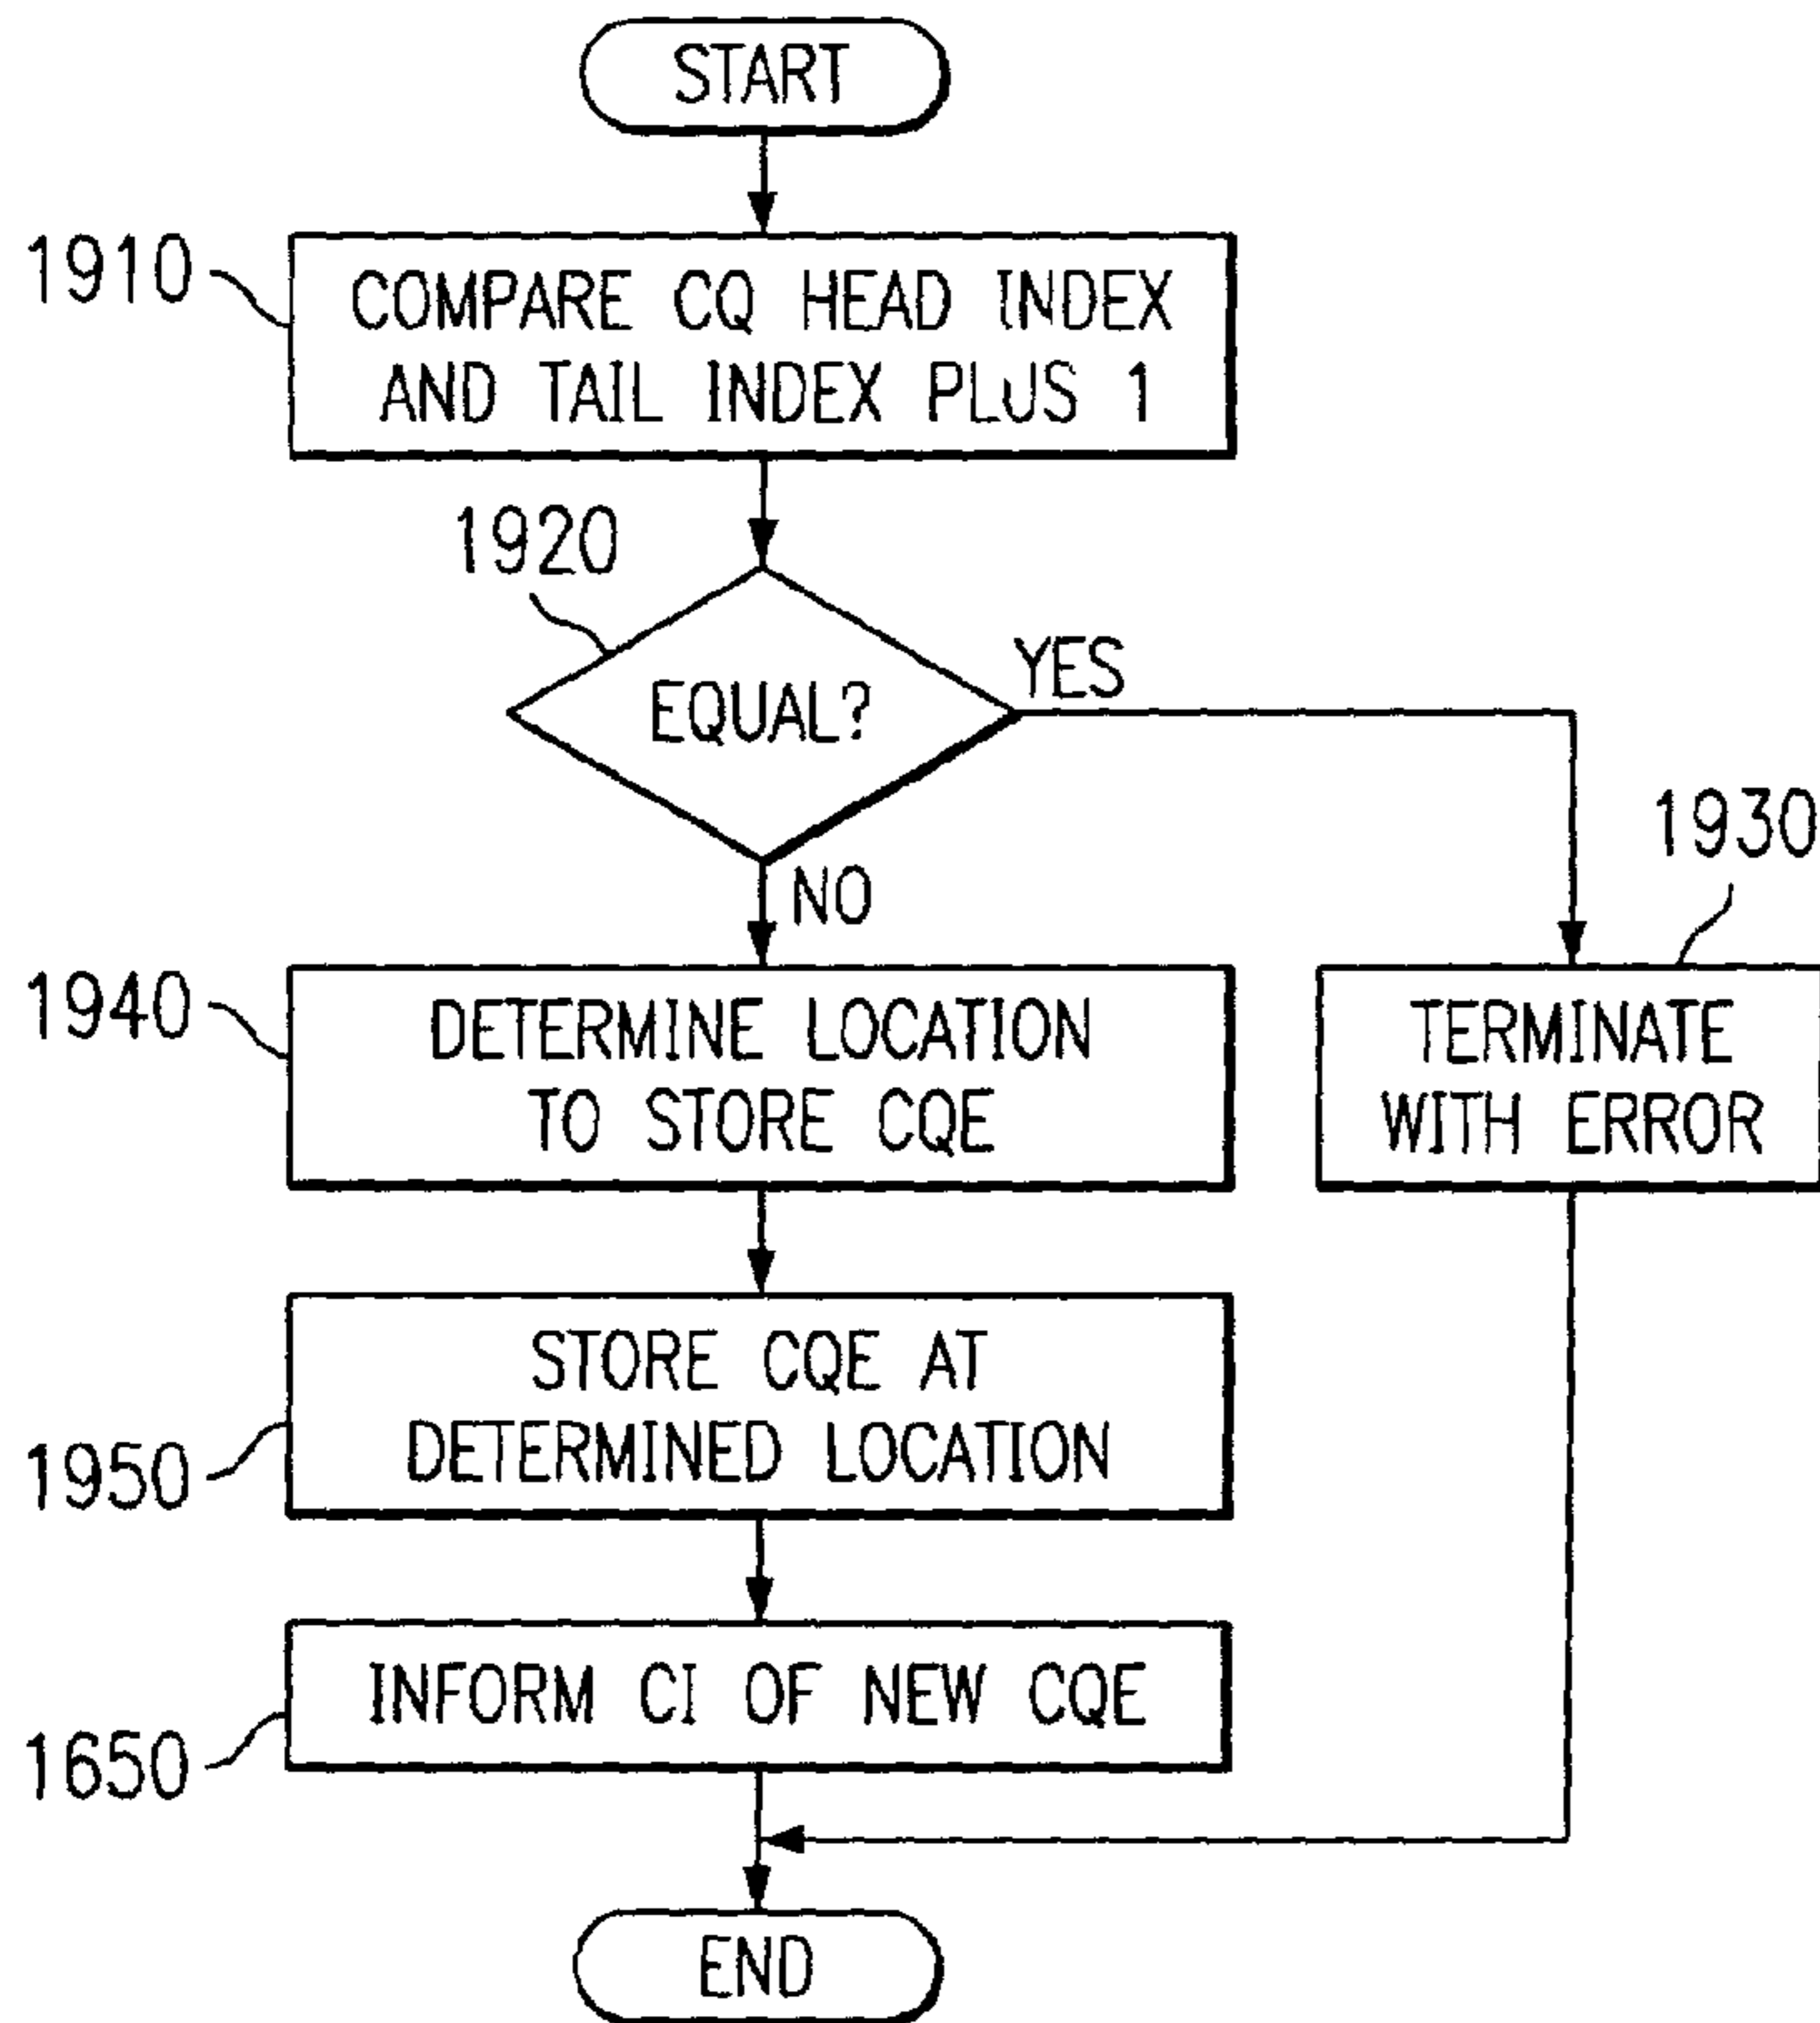 START
1910
COMPARE CQ HEAD INDEX
AND TAIL INDEX PLUS 1
1920
EQUAL?
YES
NO
1930
1940
DETERMINE LOCATION
TO STORE CQE
TERMINATE
WITH ERROR
STORE CQE AT
DETERMINED LOCATION
1950
INFORM CI OF NEW CQE
1650
END